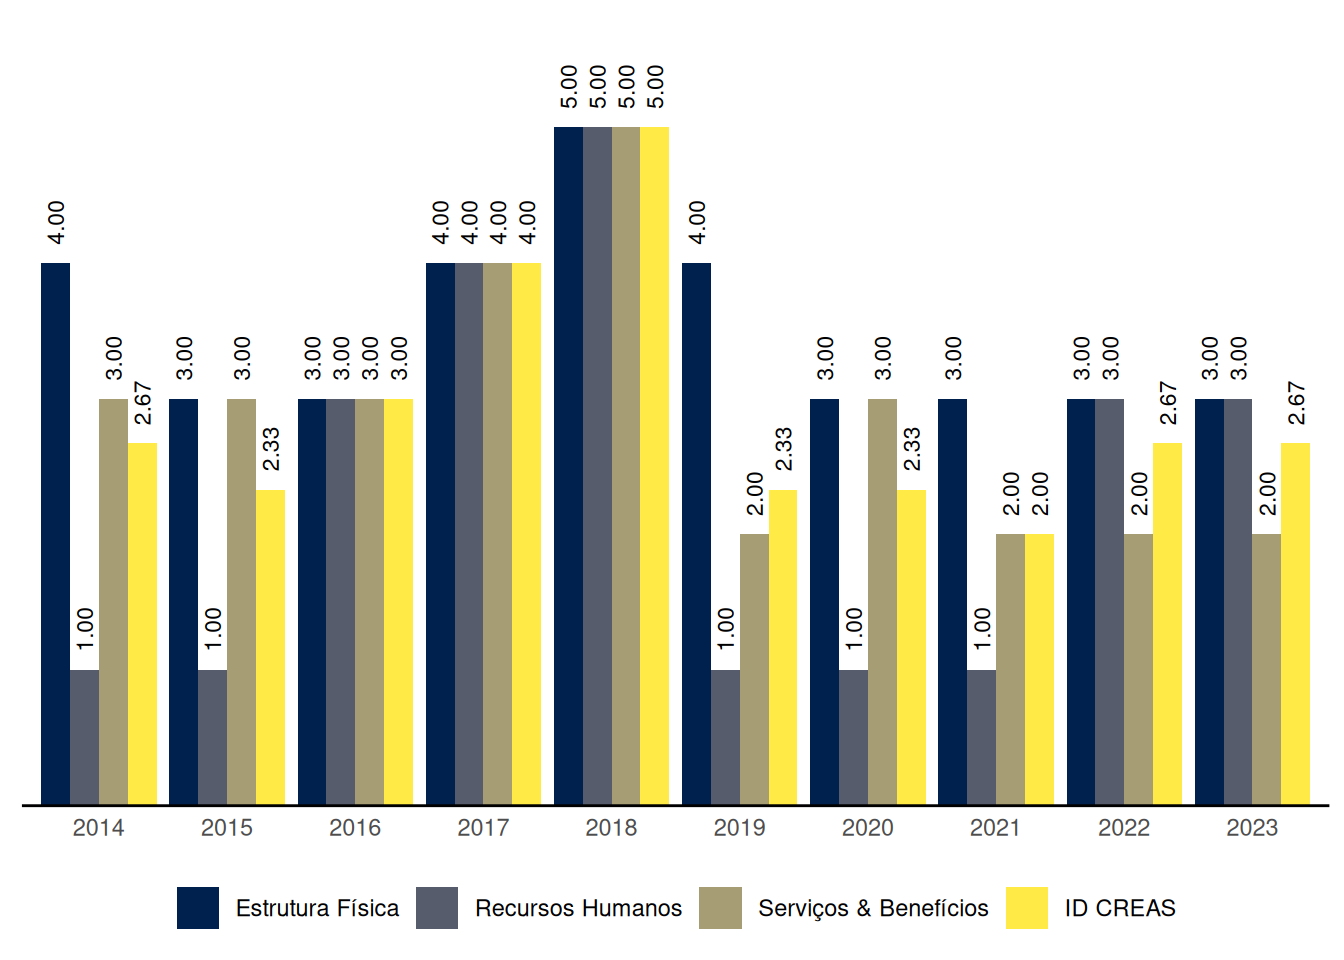 5.00 5.00 5.00 5.00
4.00 4.00 4.00 4.00 4.00 4.00
3.00 3.00 3.00 3.00 3.00 3.00 3.00 3.00 3.00 3.00 3.00 3.00 3.00 3.00
2.67 2.67 2.67
2.33 2.33 2.33
2.00 2.00 2.00 2.00 2.00
1.00 1.00 1.00 1.00 1.00
2014 2015 2016 2017 2018 2019 2020 2021 2022 2023
Estrutura Física Recursos Humanos Serviços & Benefícios ID CREAS